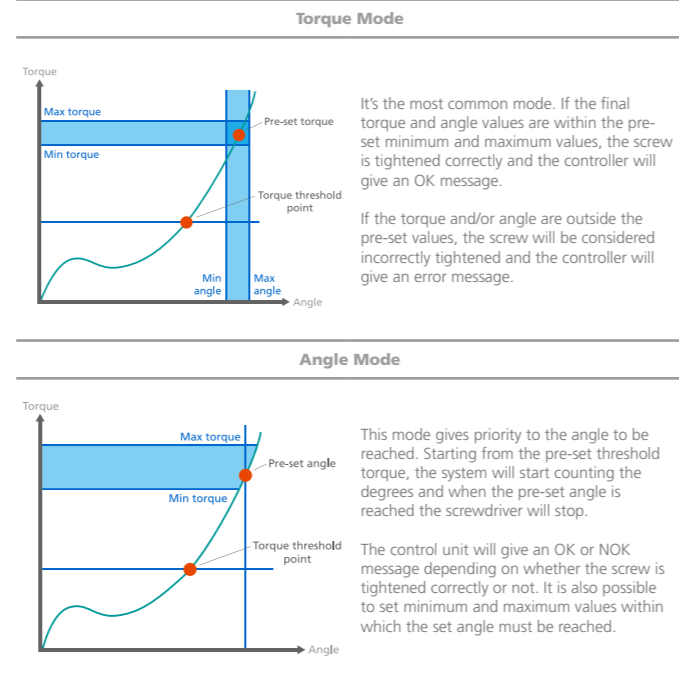 Torque Mode
Torque
Max torque
Pre-set torque
Min torque
Torque threshold
point
Min
angle
Max
angle
Angle
It's the most common mode. If the final
torque and angle values are within the pre-
set minimum and maximum values, the screw
is tightened correctly and the controller will
give an OK message.
If the torque and/or angle are outside the
pre-set values, the screw will be considered
incorrectly tightened and the controller will
give an error message.
Angle Mode
Torque
Max torque
Pre-set angle
Min torque
Torque threshold
point
Angle
This mode gives priority to the angle to be
reached. Starting from the pre-set threshold
torque, the system will start counting the
degrees and when the pre-set angle is
reached the screwdriver will stop.
The control unit will give an OK or NOK
message depending on whether the screw is
tightened correctly or not. It is also possible
to set minimum and maximum values within
which the set angle must be reached.